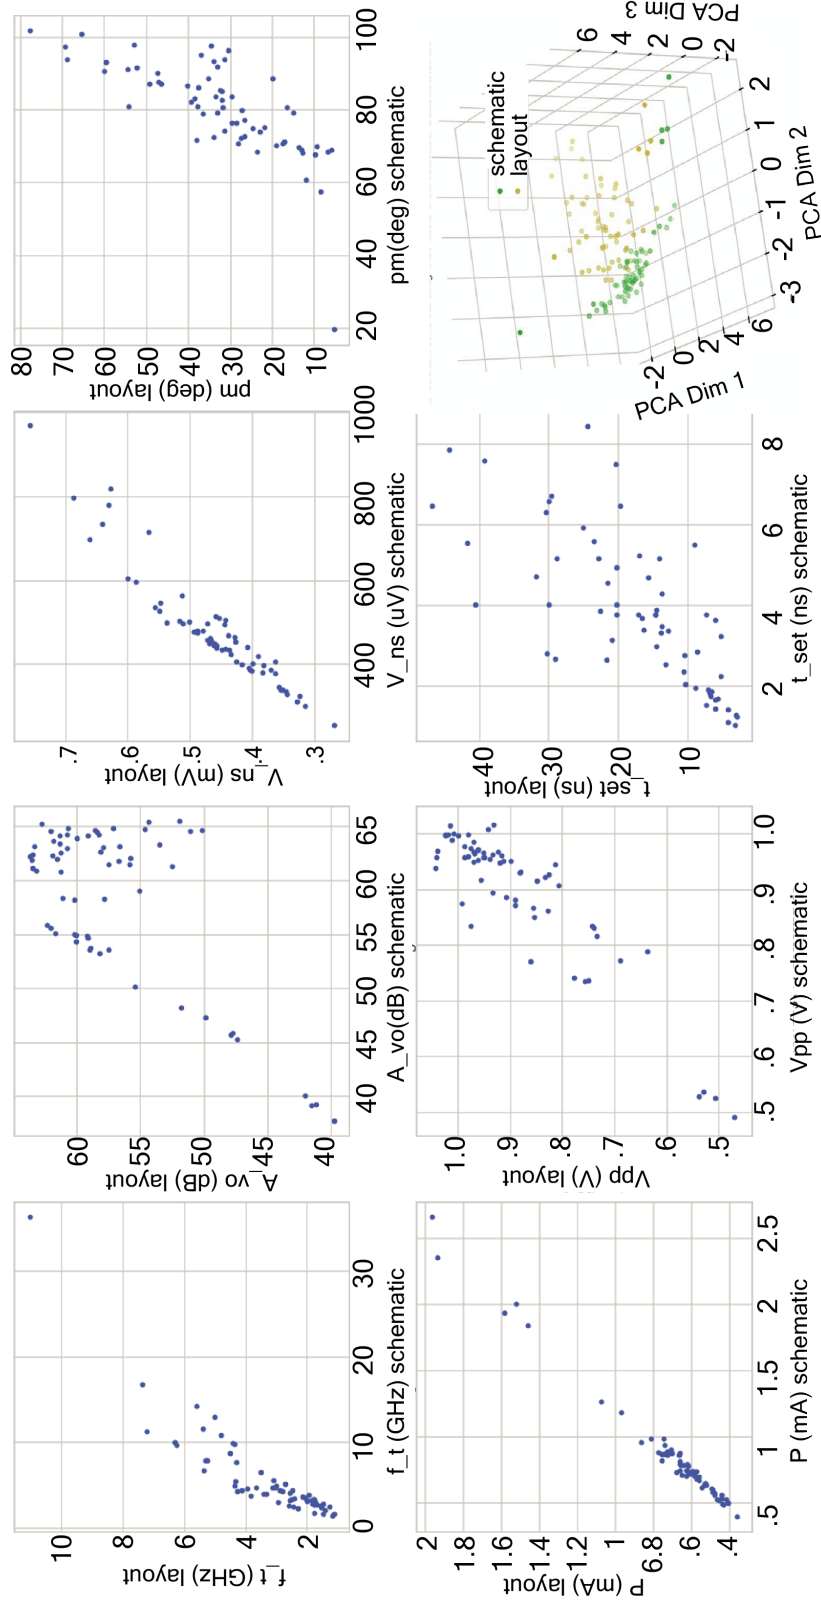 f_t (GHz) layout
10
8
6
4
2
0 10 20 30
f_t (GHz) schematic
A_vo (dB) layout
60
55
50
45
40
40 45 50 55 60 65
A_vo(dB) schematic
V_ns (mV) layout
.7
.6
.5
.4
.3
400 600 800 1000
V_ns (uV) schematic
pm (deg) layout
80
70
60
50
40
30
20
10
20 40 60 80 100
pm(deg) schematic
P (mA) layout
2
1.8
1.6
1.4
1.2
1
6.8
.6
.4
.5 1 1.5 2 2.5
P (mA) schematic
Vpp (V) layout
1.0
.9
.8
.7
.6
.5
.5 .6 .7 .8 .9 1.0
Vpp (V) schematic
t_set (ns) layout
40
30
20
10
2 4 6 8
t_set (ns) schematic
schematic
layout
6
4
2
0
-2
PCA Dim 3
-2 0 2 4 6
PCA Dim 1
-3 -2 -1 0 1 2
PCA Dim 2